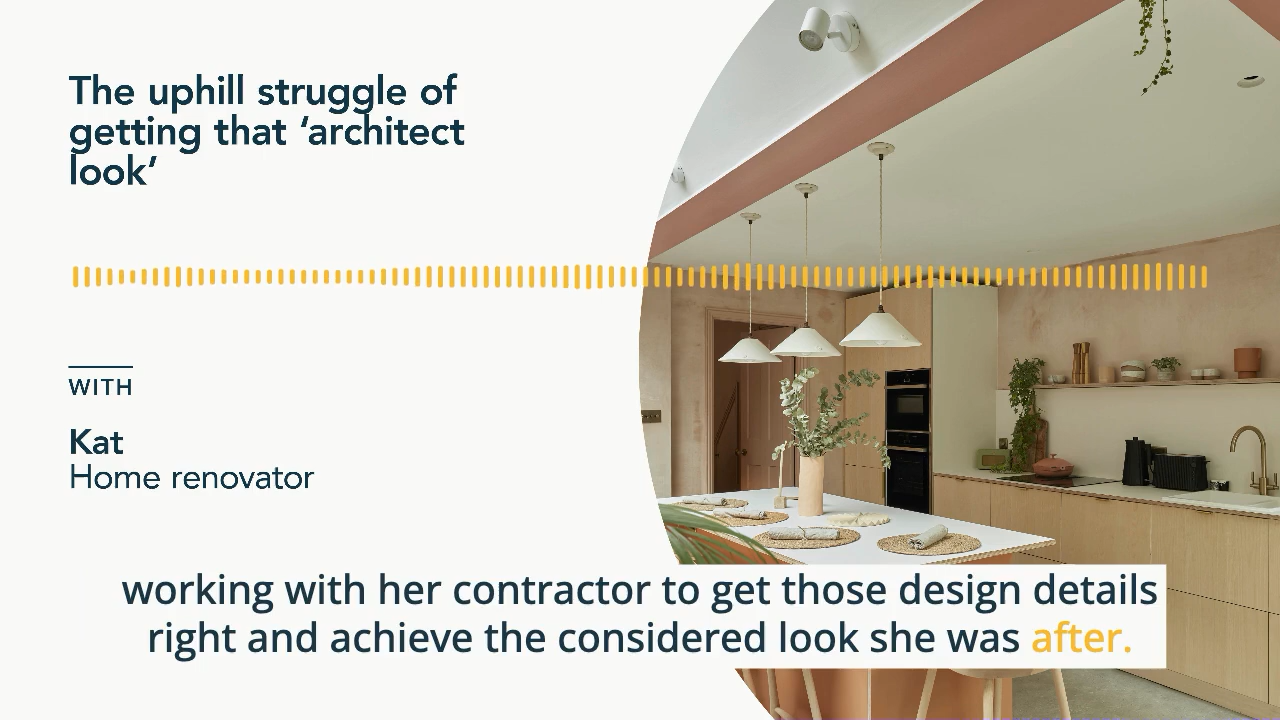 The uphill struggle of
getting that ‘architect
look’
WITH
Kat
Home renovator
working with her contractor to get those design details
right and achieve the considered look she was after.